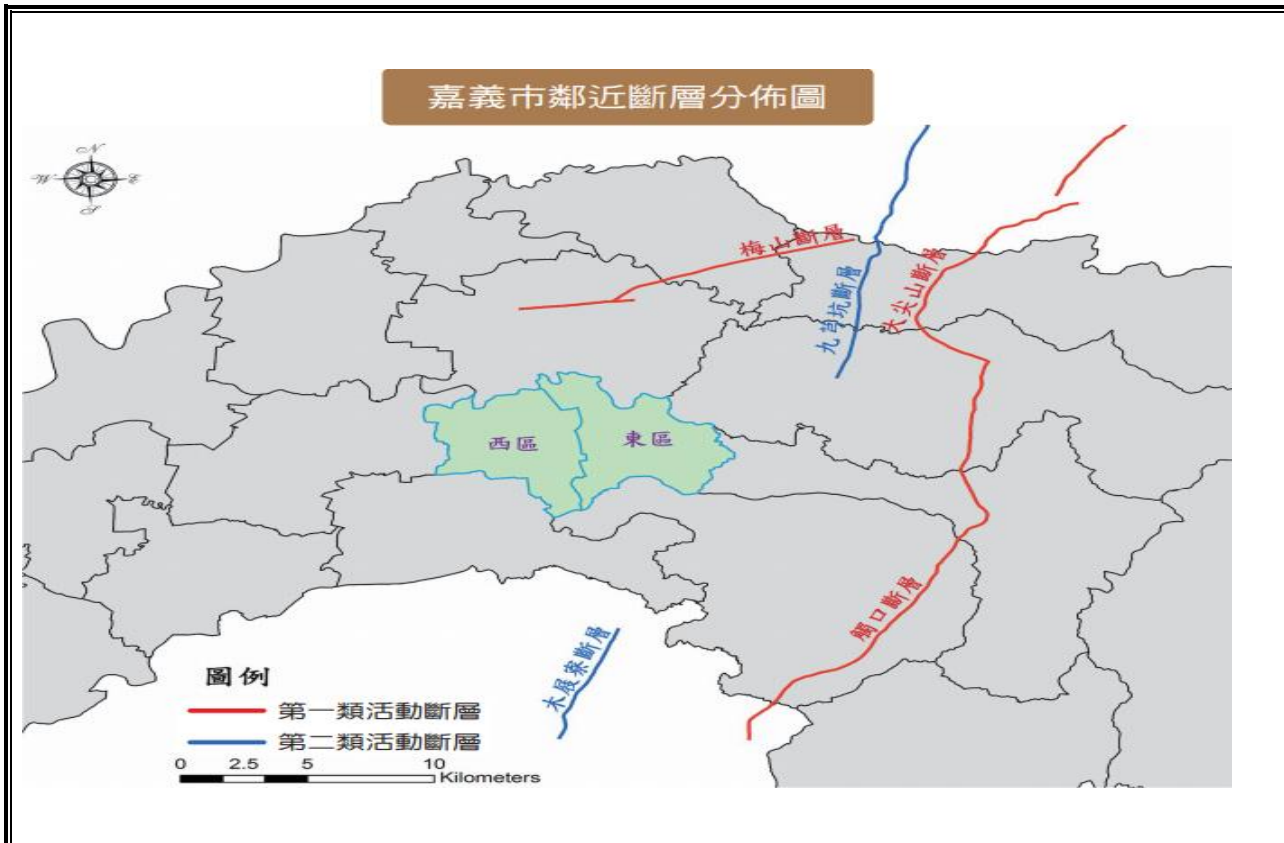 嘉義市鄰近斷層分佈圖
N
W
E
S
梅山斷層
九芎坑斷層
大尖山斷層
西區
東區
觸口斷層
木屐寮斷層
圖例
第一類活動斷層
第二類活動斷層
0 2.5 5 10
Kilometers